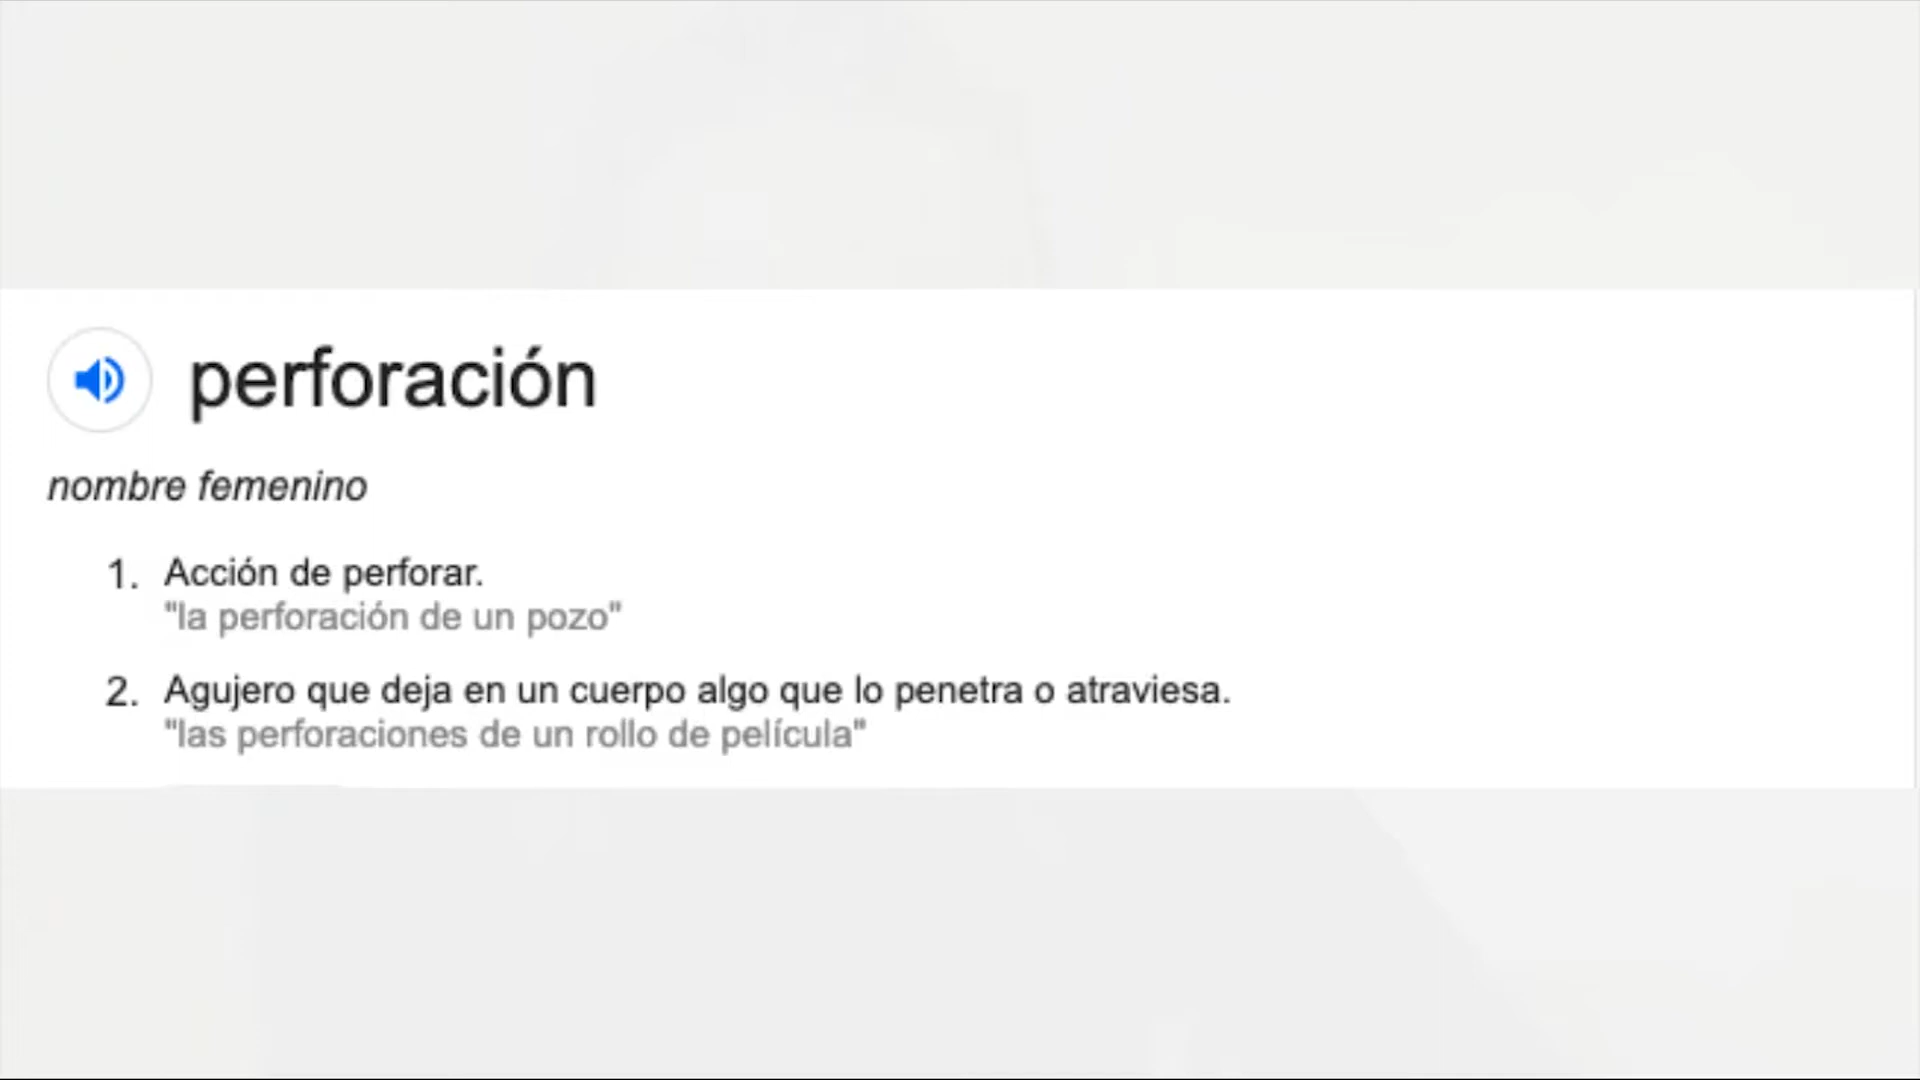 perforación
nombre femenino
1. Acción de perforar.
"la perforación de un pozo"
2. Agujero que deja en un cuerpo algo que lo penetra o atraviesa.
"las perforaciones de un rollo de película"